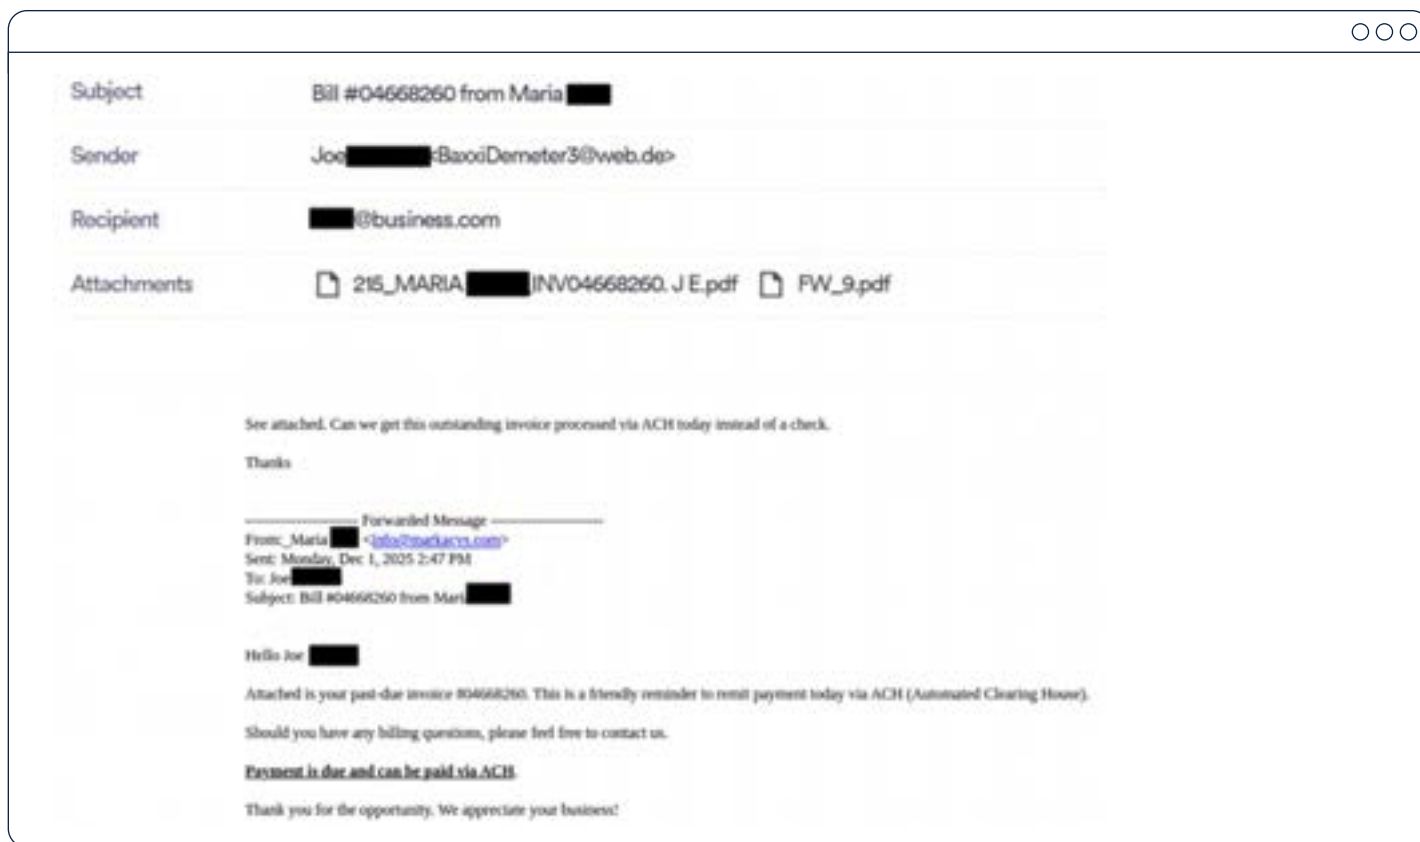 Subject Bill #04668260 from Maria
Sender Joe <BaxxiDemeter3@web.de>
Recipient @business.com
Attachments 215_MARIA INV04668260. J E.pdf FW_9.pdf
See attached. Can we get this outstanding invoice processed via ACH today instead of a check.
Thanks
Forwarded Message
From:_Maria <info@markacys.com>
Sent: Monday, Dec 1, 2025 2:47 PM
To: Joe
Subject: Bill #04668260 from Mari
Hello Joe
Attached is your past-due invoice #04668260. This is a friendly reminder to remit payment today via ACH (Automated Clearing House).
Should you have any billing questions, please feel free to contact us.
Payment is due and can be paid via ACH.
Thank you for the opportunity. We appreciate your business!